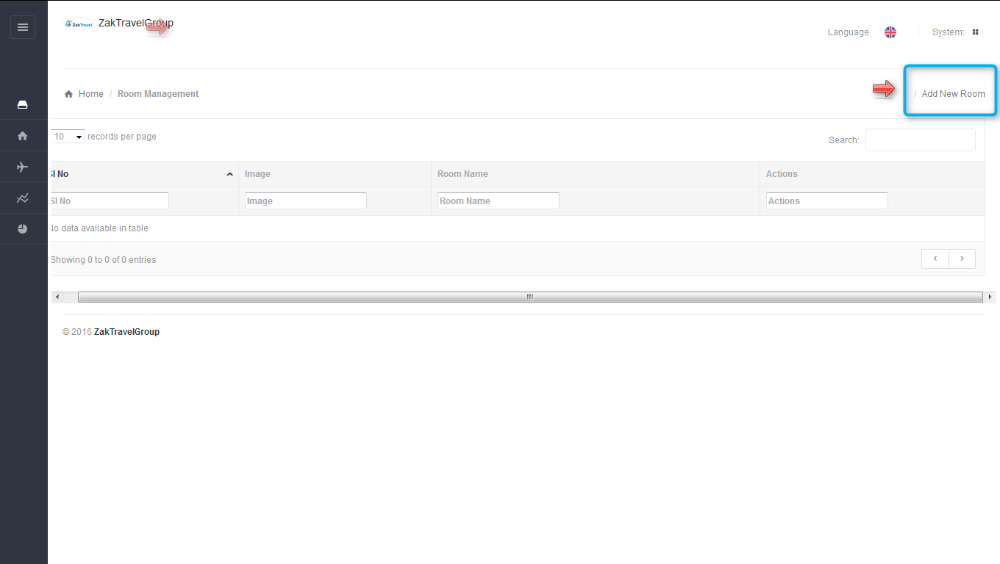 ZakTravel ZakTravelGroup
Language System:
Home / Room Management / Add New Room
10 records per page Search:
Sl No Image Room Name Actions
Sl No Image Room Name Actions
No data available in table
Showing 0 to 0 of 0 entries
© 2016 ZakTravelGroup